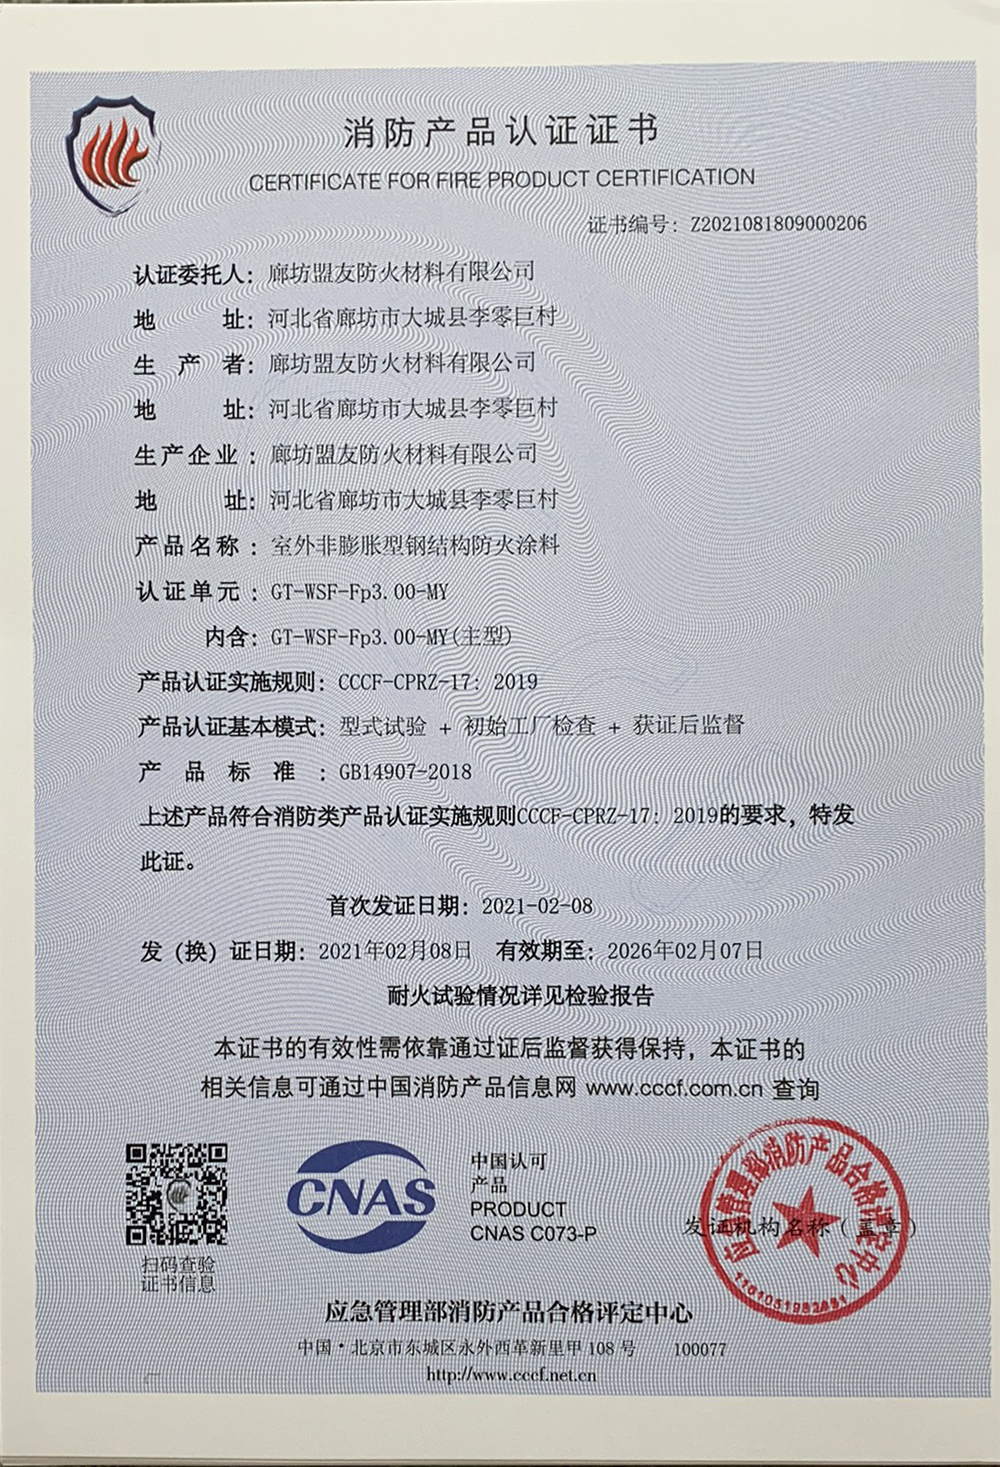 消防产品认证证书
CERTIFICATE FOR FIRE PRODUCT CERTIFICATION
证书编号：Z2021081809000206
认证委托人：廊坊盟友防火材料有限公司
地 址：河北省廊坊市大城县李零巨村
生 产 者：廊坊盟友防火材料有限公司
地 址：河北省廊坊市大城县李零巨村
生产企业：廊坊盟友防火材料有限公司
地 址：河北省廊坊市大城县李零巨村
产品名称：室外非膨胀型钢结构防火涂料
认证单元：GT-WSF-Fp3.00-MY
内含：GT-WSF-Fp3.00-MY(主型)
产品认证实施规则：CCCF-CPRZ-17：2019
产品认证基本模式：型式试验 + 初始工厂检查 + 获证后监督
产 品 标 准 ：GB14907-2018
上述产品符合消防类产品认证实施规则CCCF-CPRZ-17：2019的要求，特发
此证。
首次发证日期：2021-02-08
发（换）证日期：2021年02月08日 有效期至：2026年02月07日
耐火试验情况详见检验报告
本证书的有效性需依靠通过证后监督获得保持，本证书的
相关信息可通过中国消防产品信息网 www.cccf.com.cn 查询
扫码查验
证书信息
CNAS
中国认可
产品
PRODUCT
CNAS C073-P
发证机构名称（盖章）
应急管理部消防产品合格评定中心
应急管理部消防产品合格评定中心
中国·北京市东城区永外西革新里甲 108 号 100077
http://www.cccf.net.cn